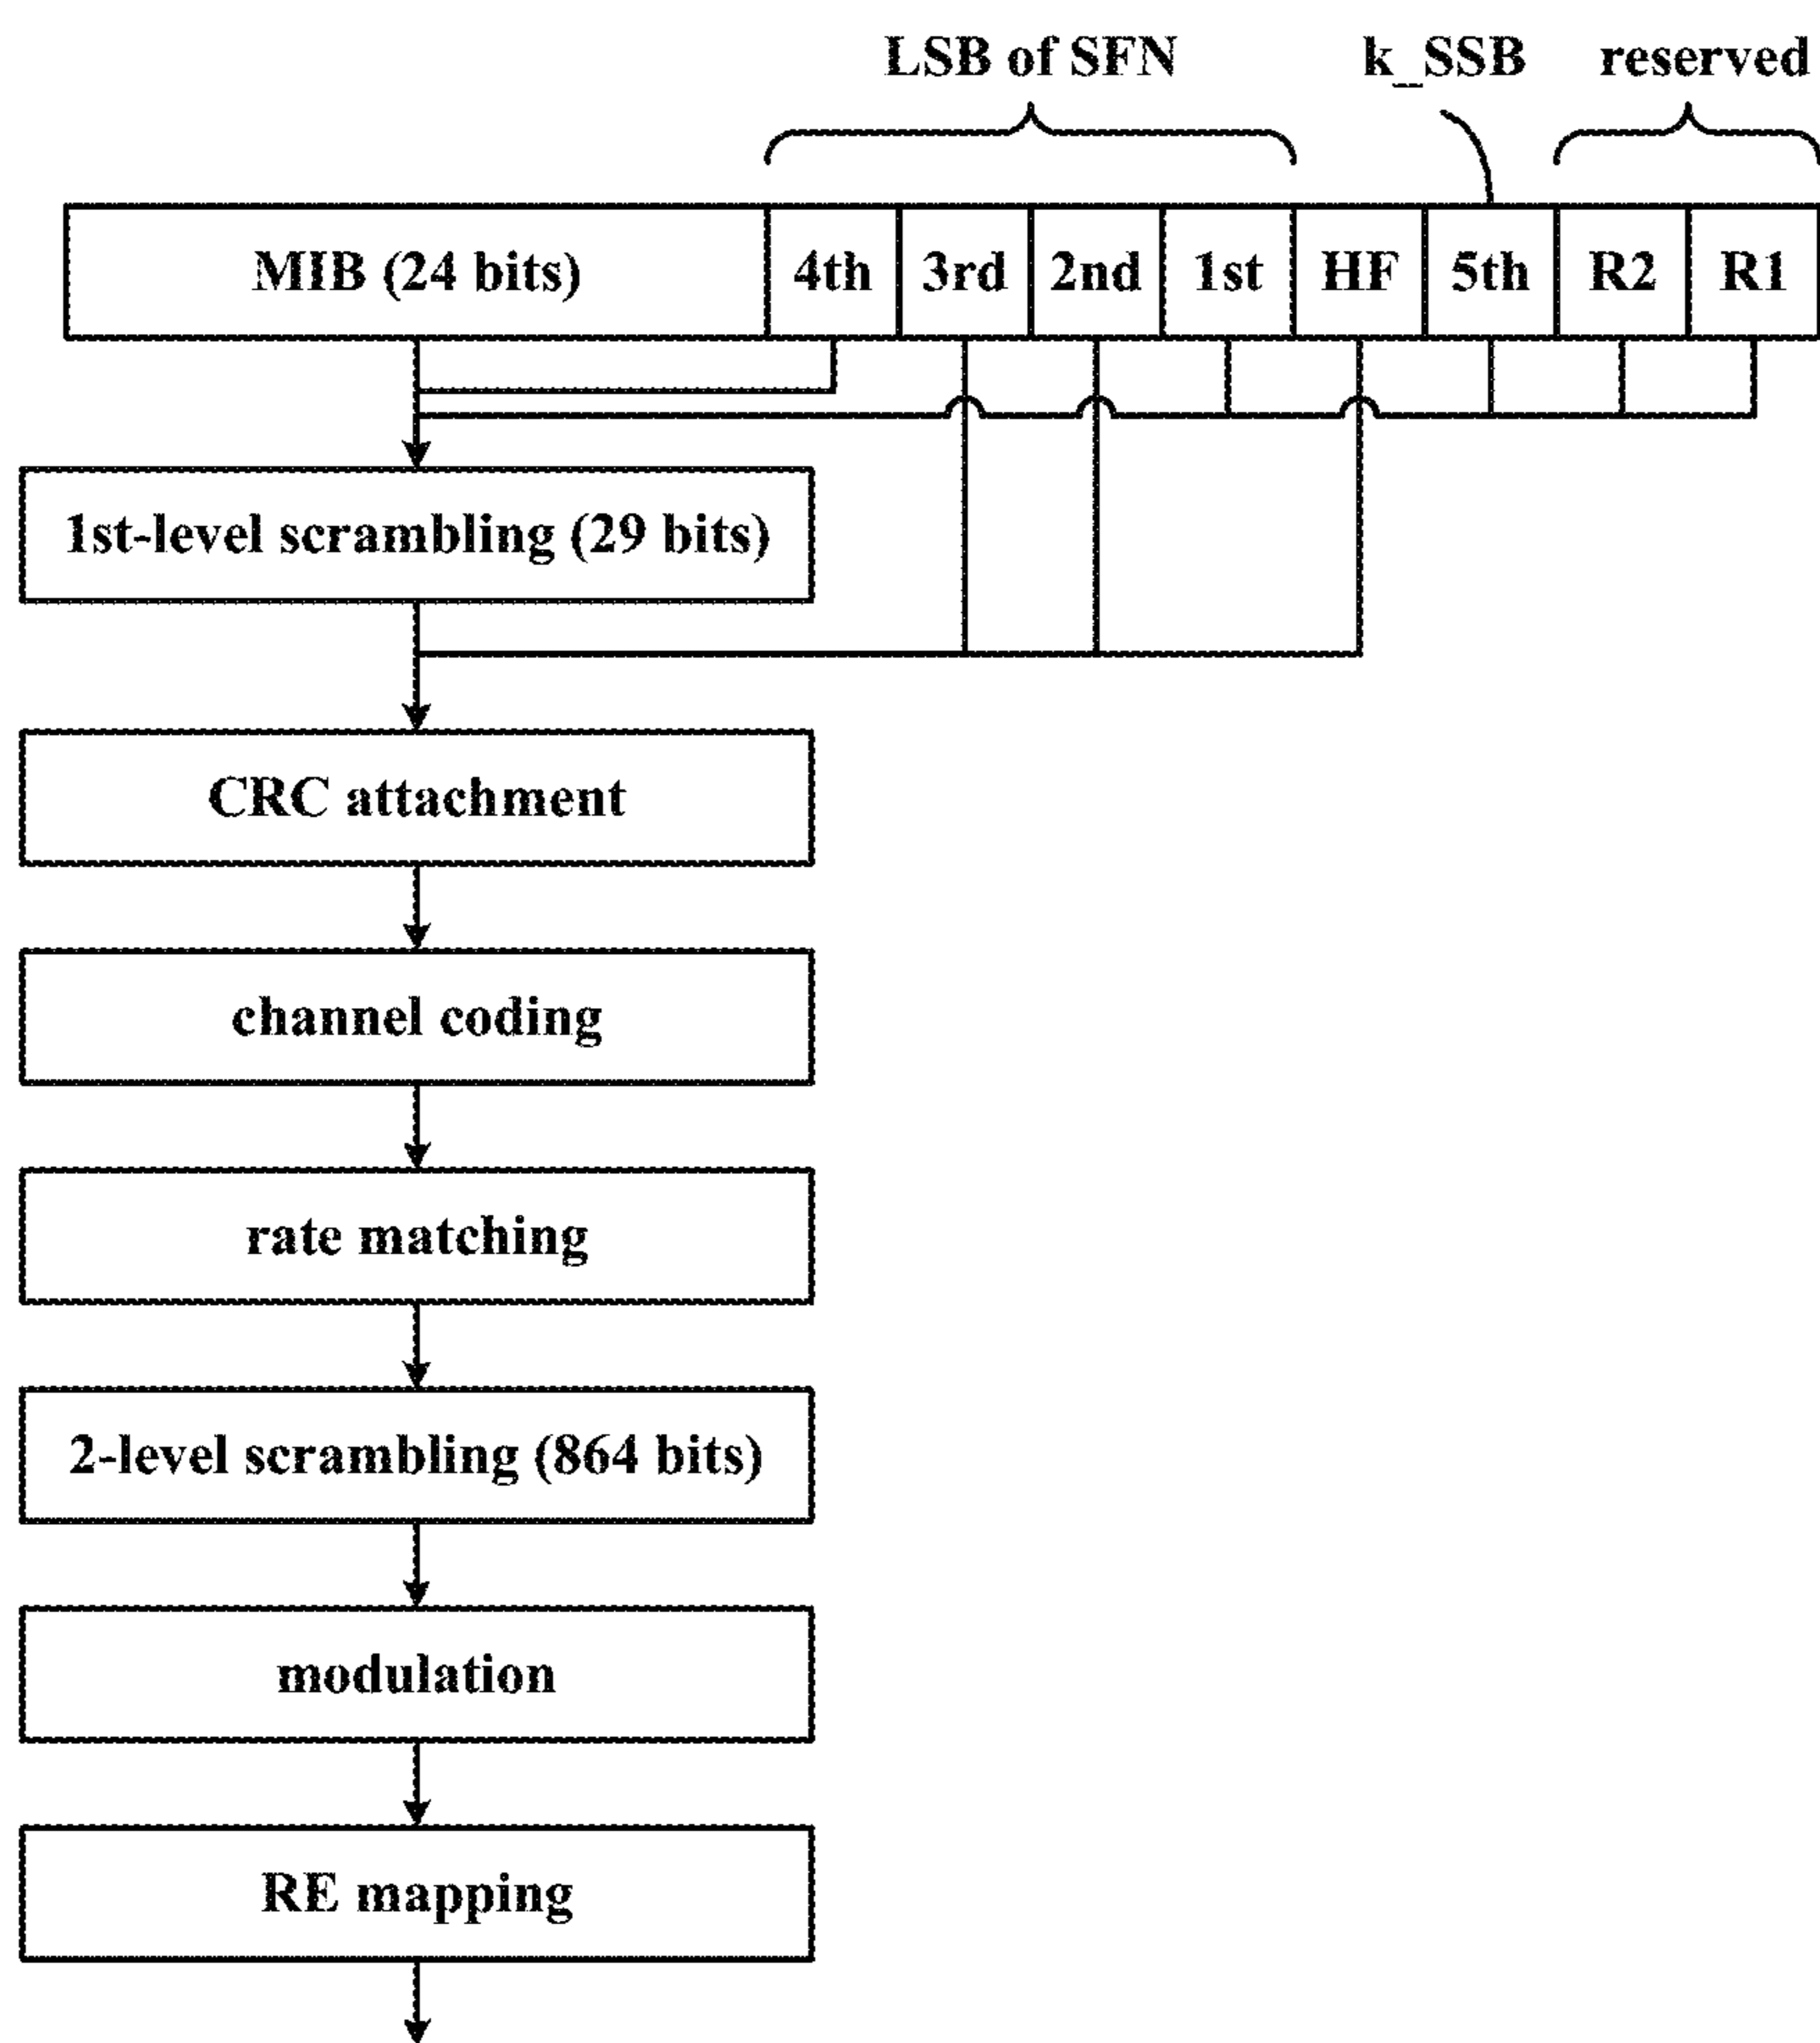 LSB of SFN k_SSB reserved
MIB (24 bits) 4th 3rd 2nd 1st HF 5th R2 R1
1st-level scrambling (29 bits)
CRC attachment
channel coding
rate matching
2-level scrambling (864 bits)
modulation
RE mapping